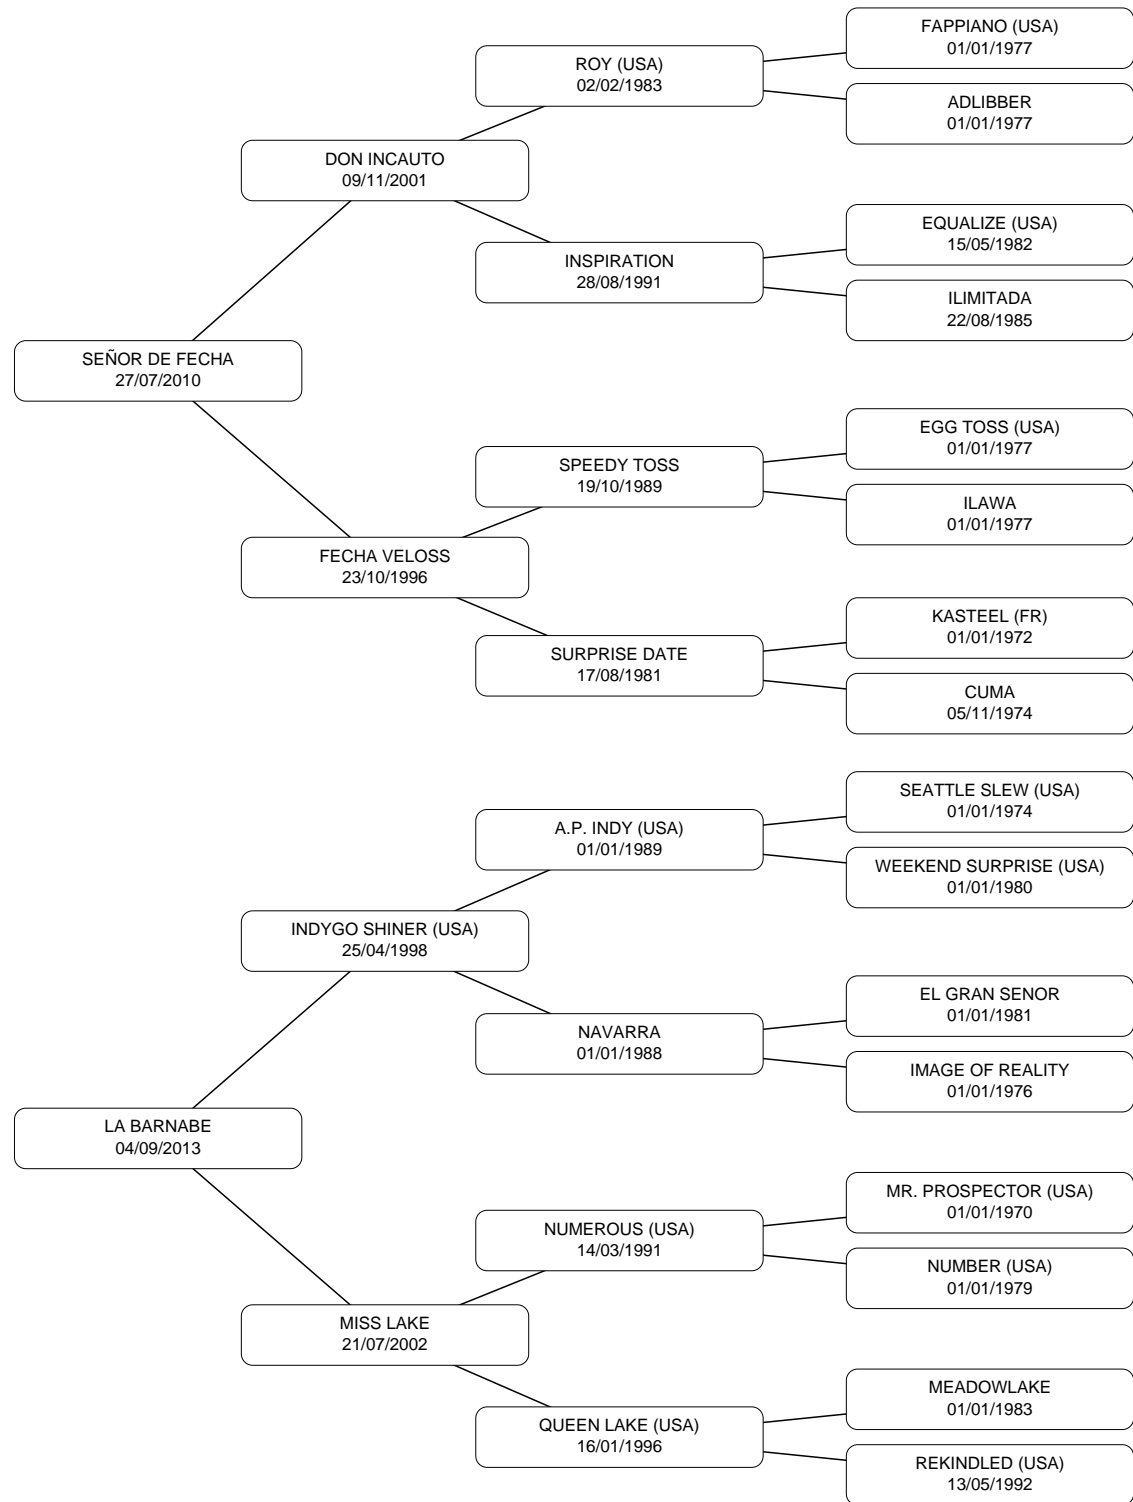 FAPPIANO (USA)
01/01/1977
ROY (USA)
02/02/1983
ADLIBBER
01/01/1977
DON INCAUTO
09/11/2001
EQUALIZE (USA)
15/05/1982
INSPIRATION
28/08/1991
ILIMITADA
22/08/1985
SEÑOR DE FECHA
27/07/2010
EGG TOSS (USA)
01/01/1977
SPEEDY TOSS
19/10/1989
ILAWA
01/01/1977
FECHA VELOSS
23/10/1996
KASTEEL (FR)
01/01/1972
SURPRISE DATE
17/08/1981
CUMA
05/11/1974
SEATTLE SLEW (USA)
01/01/1974
A.P. INDY (USA)
01/01/1989
WEEKEND SURPRISE (USA)
01/01/1980
INDYGO SHINER (USA)
25/04/1998
EL GRAN SENOR
01/01/1981
NAVARRA
01/01/1988
IMAGE OF REALITY
01/01/1976
LA BARNABE
04/09/2013
MR. PROSPECTOR (USA)
01/01/1970
NUMEROUS (USA)
14/03/1991
NUMBER (USA)
01/01/1979
MISS LAKE
21/07/2002
MEADOWLAKE
01/01/1983
QUEEN LAKE (USA)
16/01/1996
REKINDLED (USA)
13/05/1992